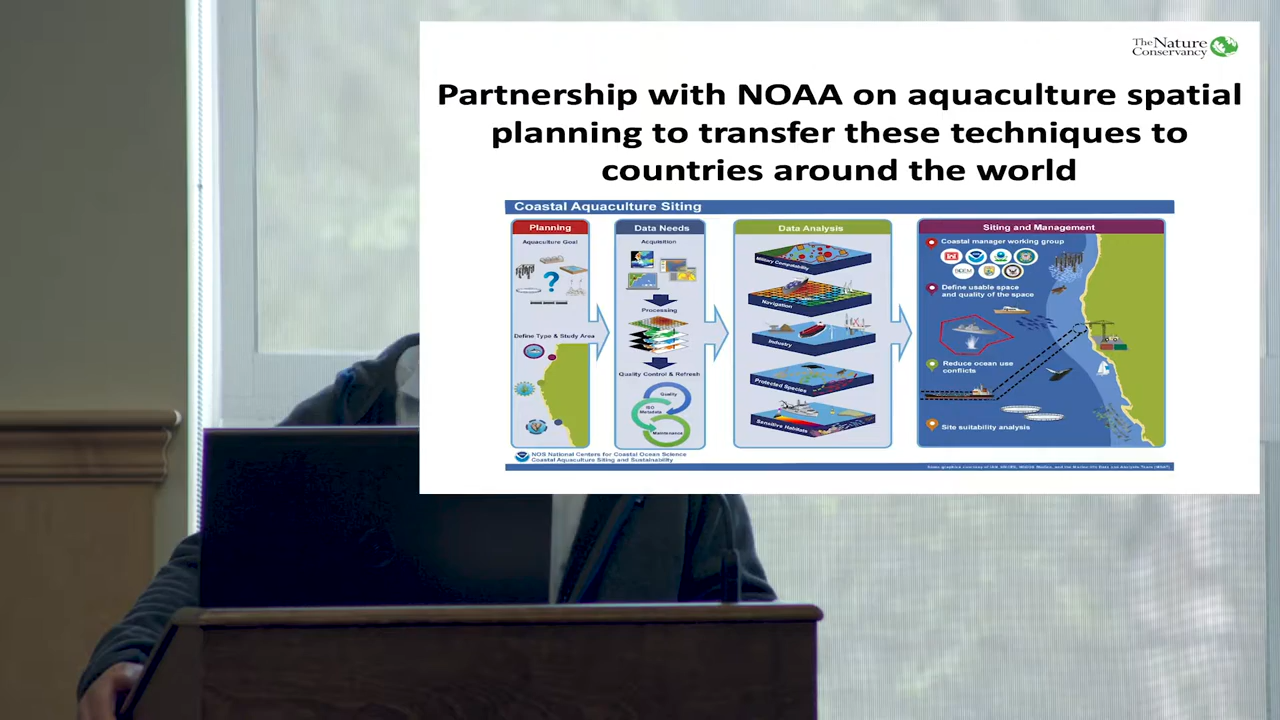 The Nature
Conservancy
Partnership with NOAA on aquaculture spatial
planning to transfer these techniques to
countries around the world
Coastal Aquaculture Siting
Planning
Aquaculture Goal
?
Define Type & Study Area
Data Needs
Acquisition
Processing
Quality Control & Refresh
Quality
ISO
Metadata
Maintenance
Data Analysis
Military Compatibility
Navigation
Industry
Protected Species
Sensitive Habitats
Siting and Management
Coastal manager working group
BOEM
Define usable space
and quality of the space
Reduce ocean use
conflicts
Site suitability analysis
NOS National Centers for Coastal Ocean Science
Coastal Aquaculture Siting and Sustainability